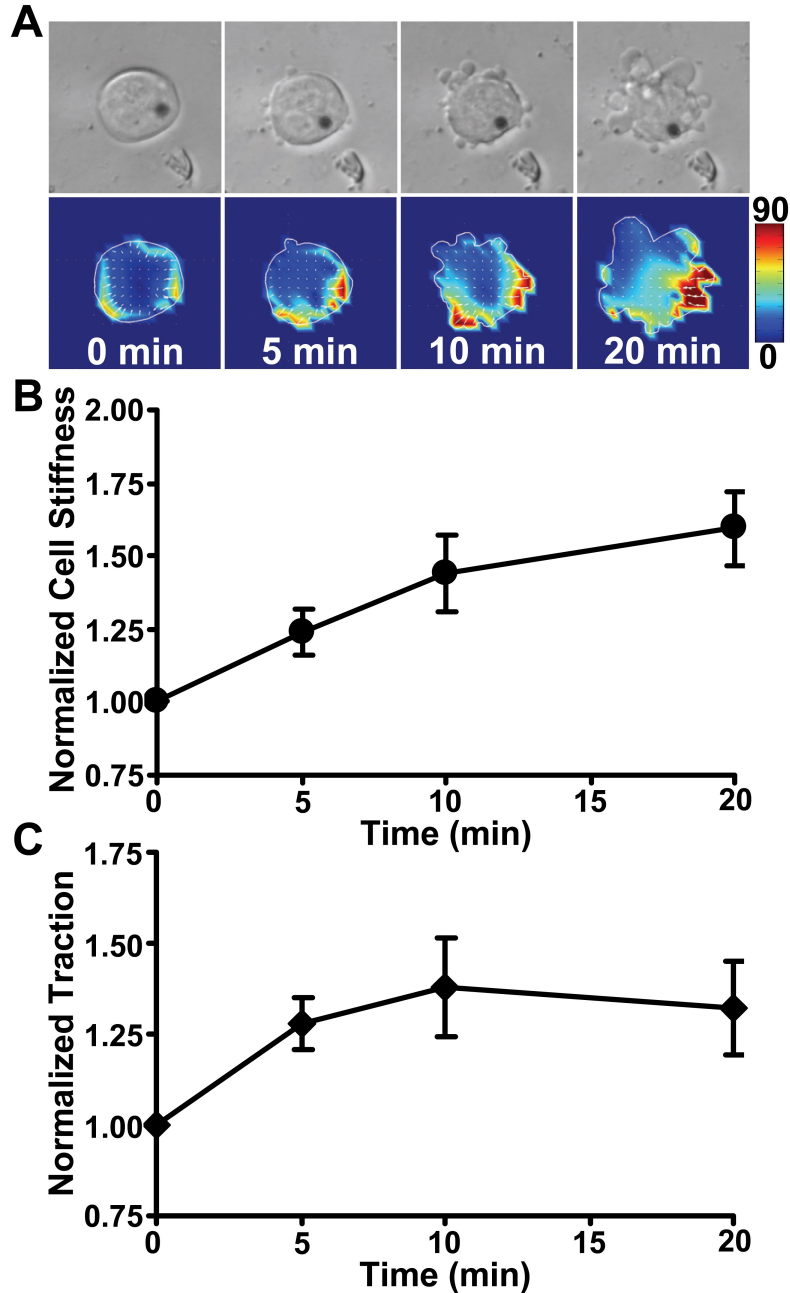 A
90
0 min 5 min 10 min 20 min
0
B
Normalized Cell Stiffness
2.00
1.75
1.50
1.25
1.00
0.75
0 5 10 15 20
Time (min)
C
Normalized Traction
1.75
1.50
1.25
1.00
0.75
0 5 10 15 20
Time (min)